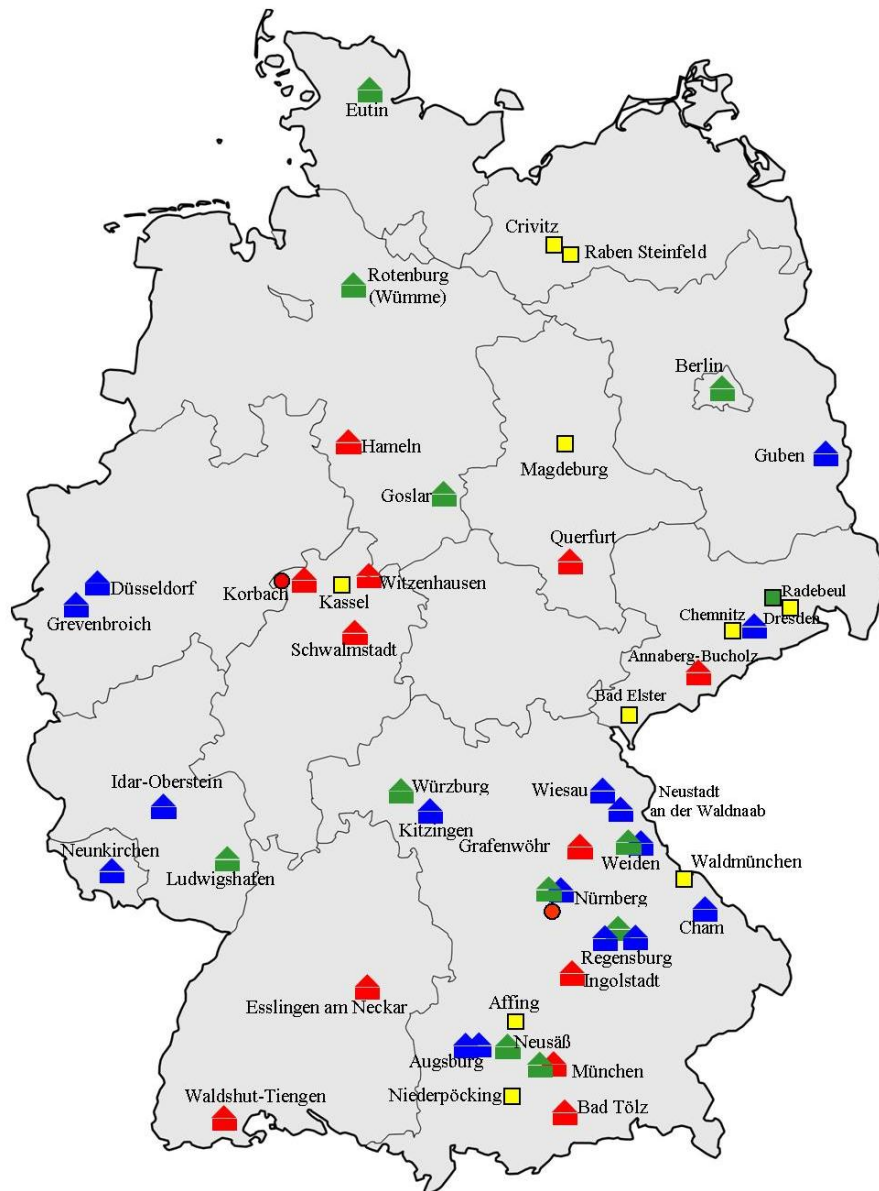 Eutin
Crivitz
Raben Steinfeld
Rotenburg
(Wümme)
Berlin
Hameln
Guben
Magdeburg
Goslar
Querfurt
Düsseldorf
Korbach
Kassel
Witzenhausen
Radebeul
Grevenbroich
Chemnitz
Dresden
Schwalmstadt
Annaberg-Bucholz
Bad Elster
Idar-Oberstein
Würzburg
Wiesau
Neustadt
an der Waldnaab
Kitzingen
Neunkirchen
Grafenwöhr
Ludwigshafen
Weiden
Waldmünchen
Nürnberg
Cham
Regensburg
Ingolstadt
Esslingen am Neckar
Affing
Neusäß
Augsburg
München
Waldshut-Tiengen
Niederpöcking
Bad Tölz